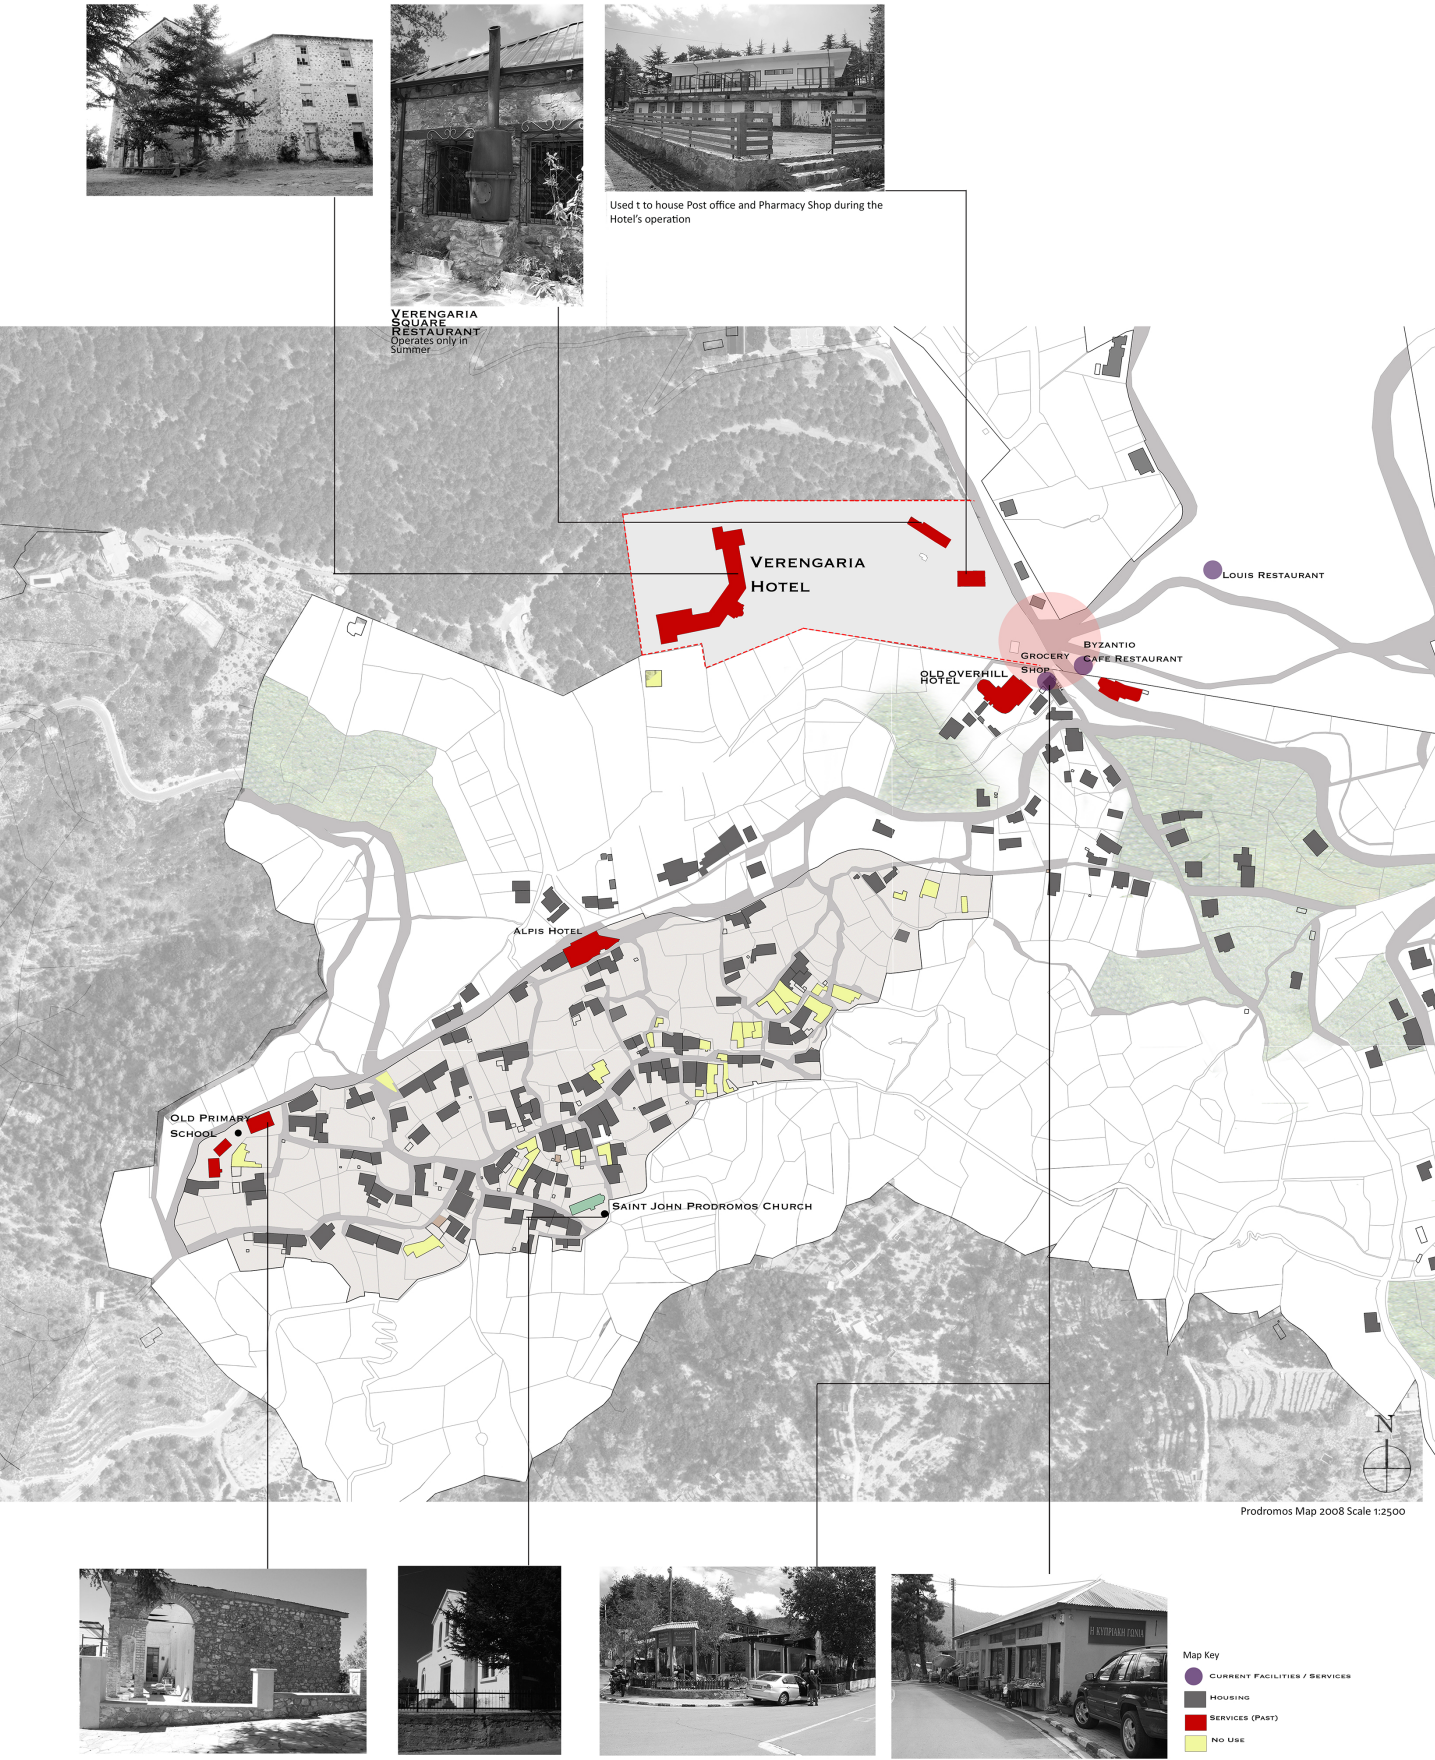 Used t to house Post office and Pharmacy Shop during the
Hotel's operation
VERENGARIA
SQUARE
RESTAURANT
Operates only in
Summer
VERENGARIA
HOTEL
LOUIS RESTAURANT
BYZANTIO
CAFE RESTAURANT
GROCERY
SHOP
OLD OVERHILL
HOTEL
ALPIS HOTEL
OLD PRIMARY
SCHOOL
SAINT JOHN PRODROMOS CHURCH
N
Prodromos Map 2008 Scale 1:2500
Η ΚΥΠΡΙΑΚΗ ΓΩΝΙΑ
Map Key
CURRENT FACILITIES / SERVICES
HOUSING
SERVICES (PAST)
NO USE